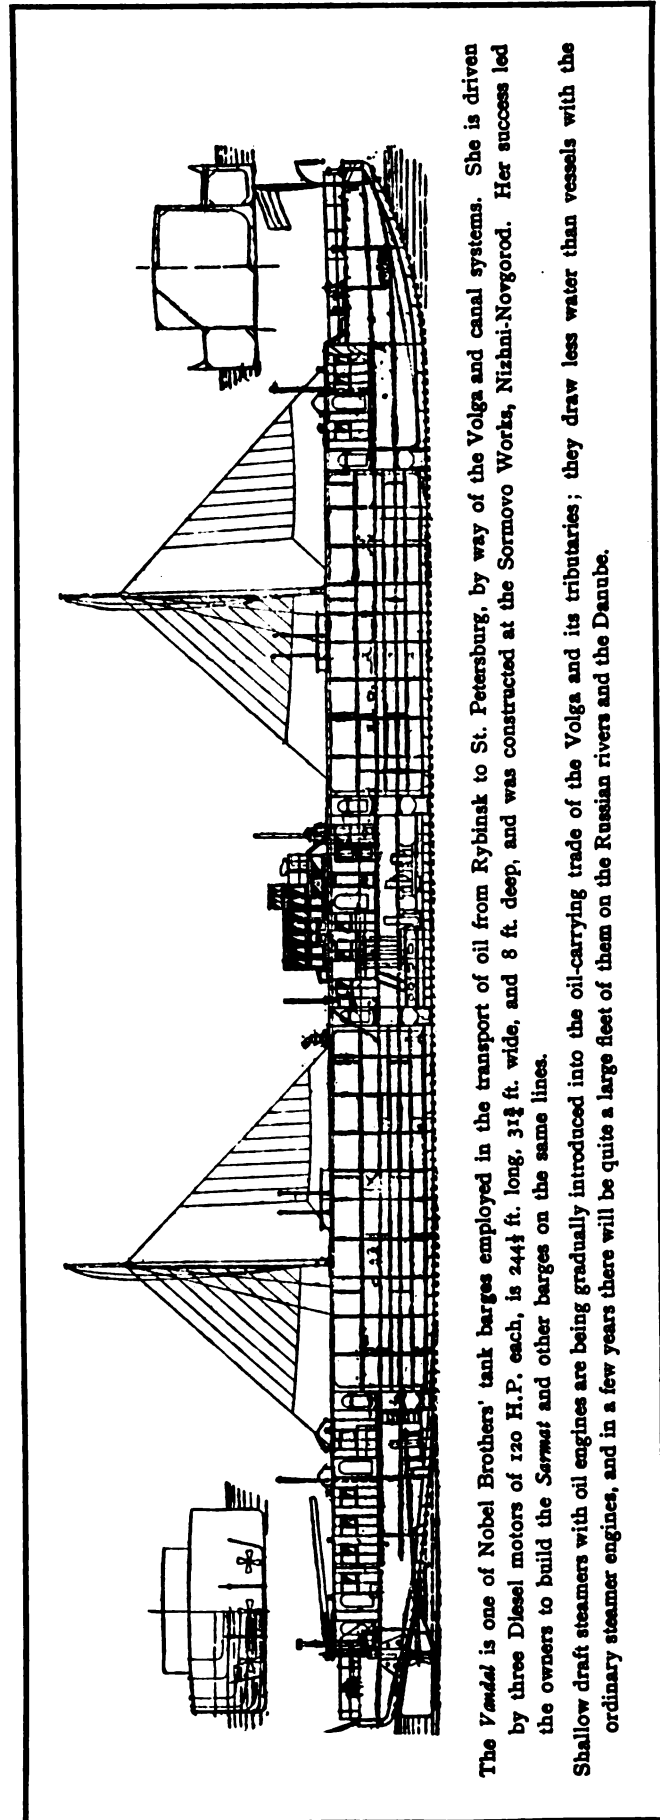 The Vandal is one of Nobel Brothers' tank barges employed in the transport of oil from Rybinsk to St. Petersburg, by way of the Volga and canal systems. She is driven
by three Diesel motors of 120 H.P. each, is 244½ ft. long, 31¾ ft. wide, and 8 ft. deep, and was constructed at the Sormovo Works, Nizhni-Novgorod. Her success led
the owners to build the Sarmat and other barges on the same lines.
Shallow draft steamers with oil engines are being gradually introduced into the oil-carrying trade of the Volga and its tributaries; they draw less water than vessels with the
ordinary steamer engines, and in a few years there will be quite a large fleet of them on the Russian rivers and the Danube.